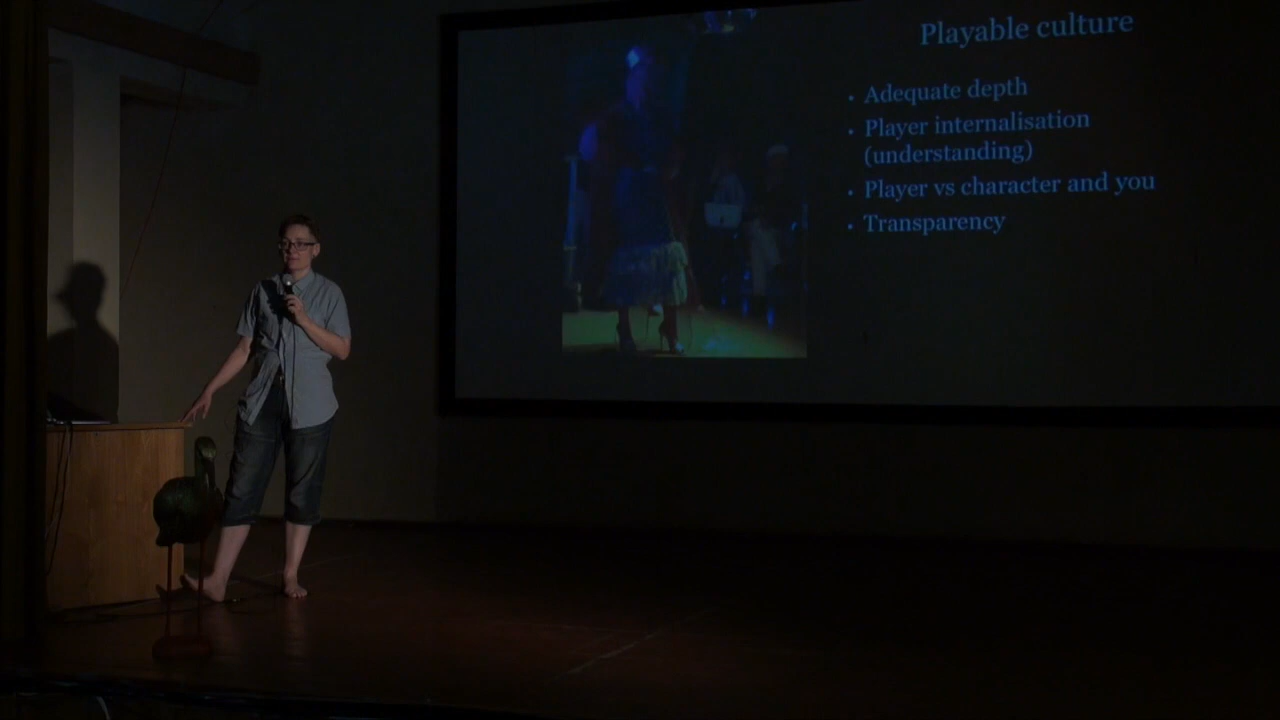 Playable culture
• Adequate depth
• Player internalisation
(understanding)
• Player vs character and you
• Transparency